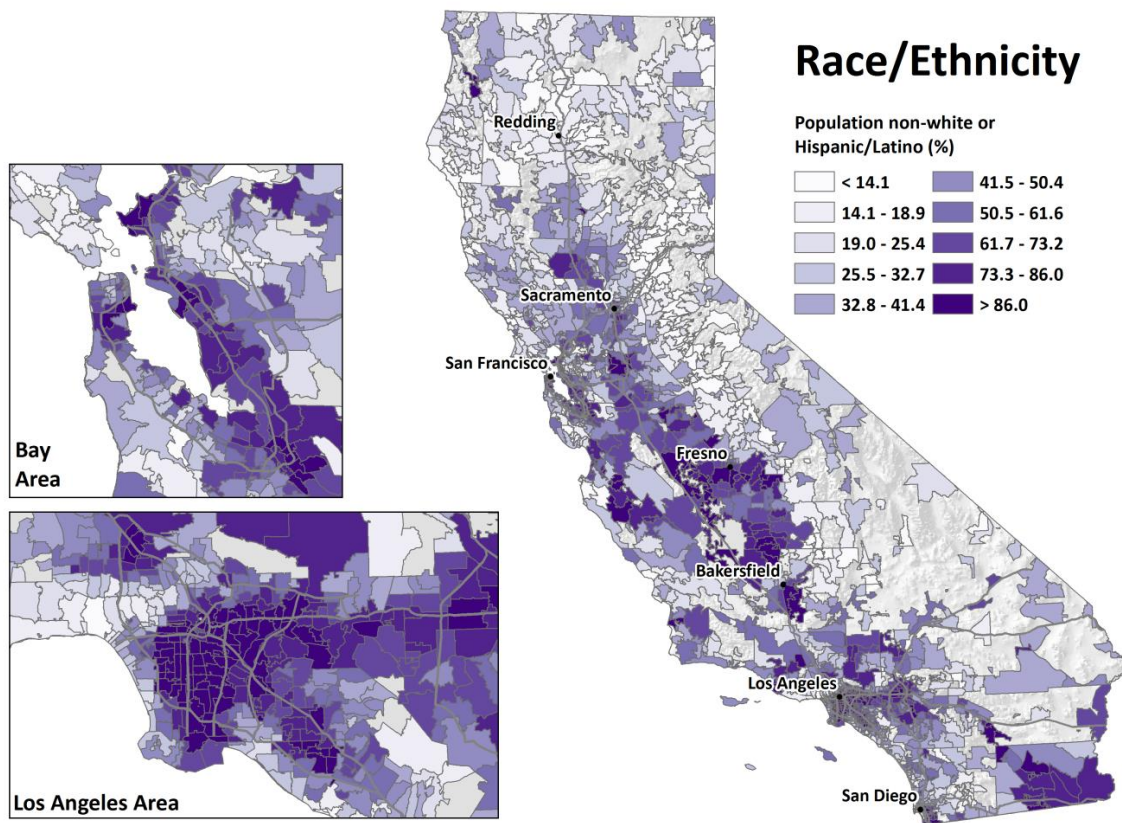 Race/Ethnicity
Population non-white or
Hispanic/Latino (%)
< 14.1
14.1 - 18.9
19.0 - 25.4
25.5 - 32.7
32.8 - 41.4
41.5 - 50.4
50.5 - 61.6
61.7 - 73.2
73.3 - 86.0
> 86.0
Redding
Sacramento
San Francisco
Fresno
Bakersfield
Los Angeles
San Diego
Bay
Area
Los Angeles Area